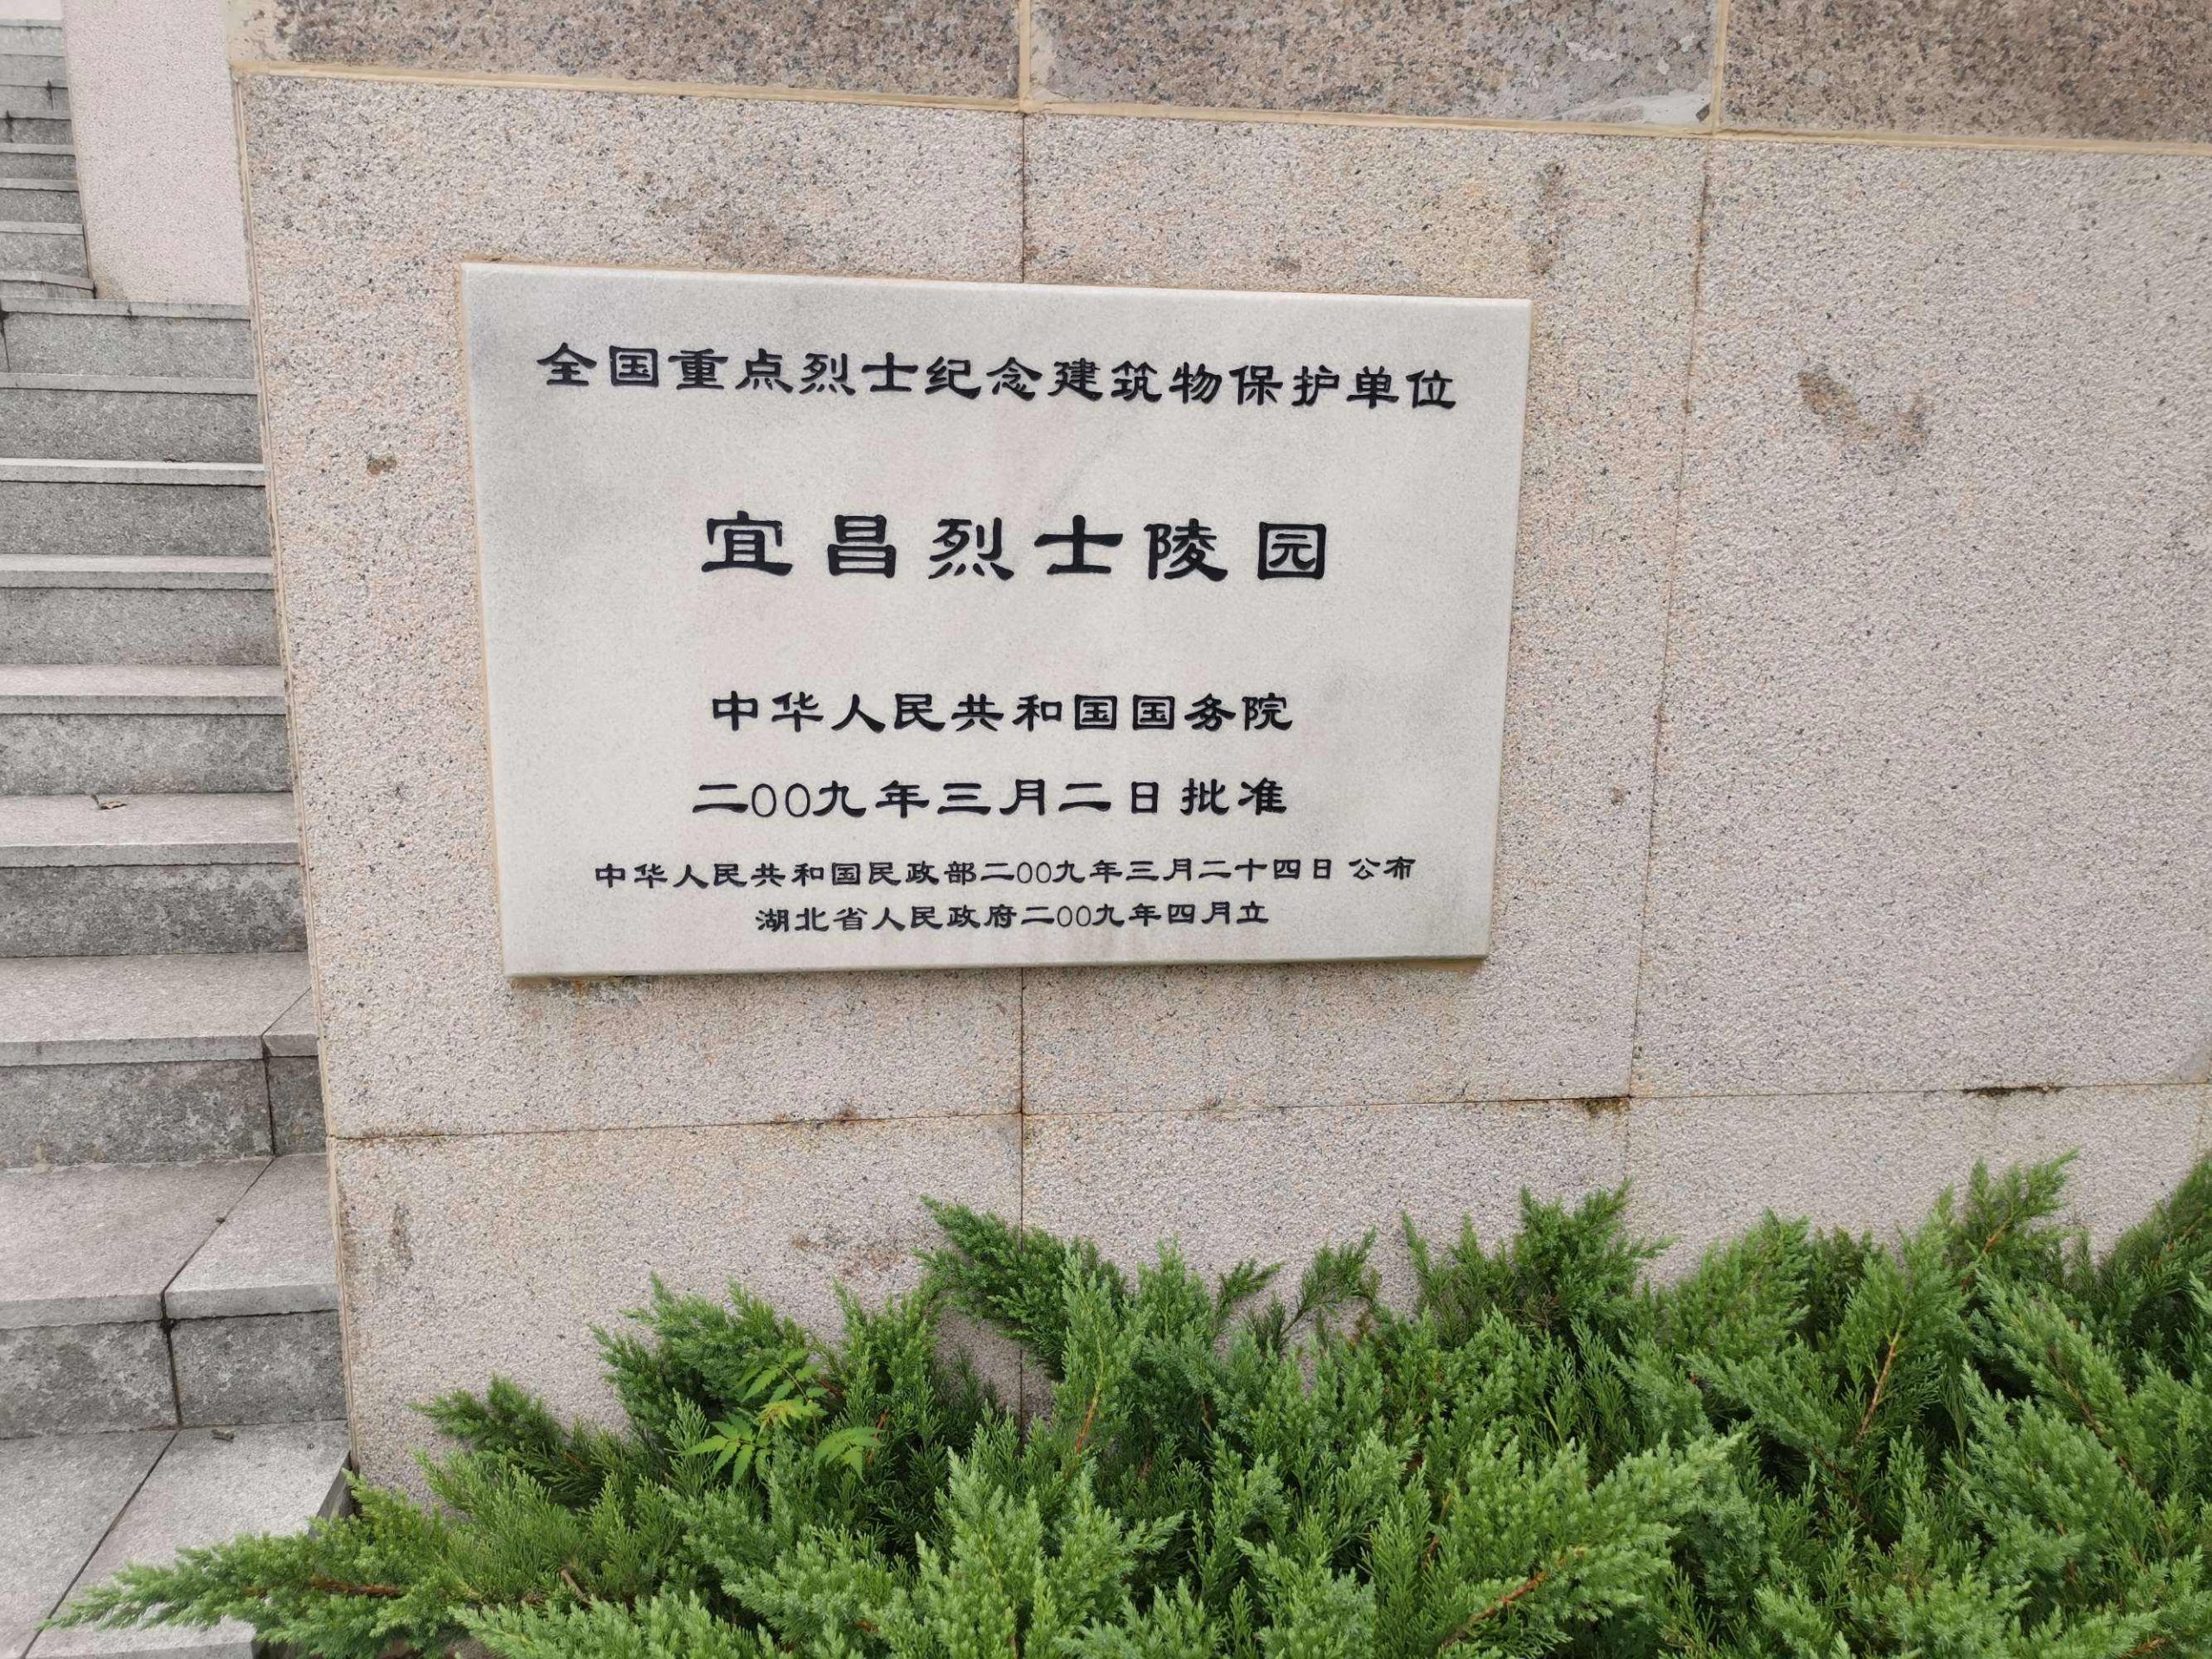 全国重点烈士纪念建筑物保护单位
宜昌烈士陵园
中华人民共和国国务院
二00九年三月二日批准
中华人民共和国民政部二00九年三月二十四日 公布
湖北省人民政府二00九年四月立